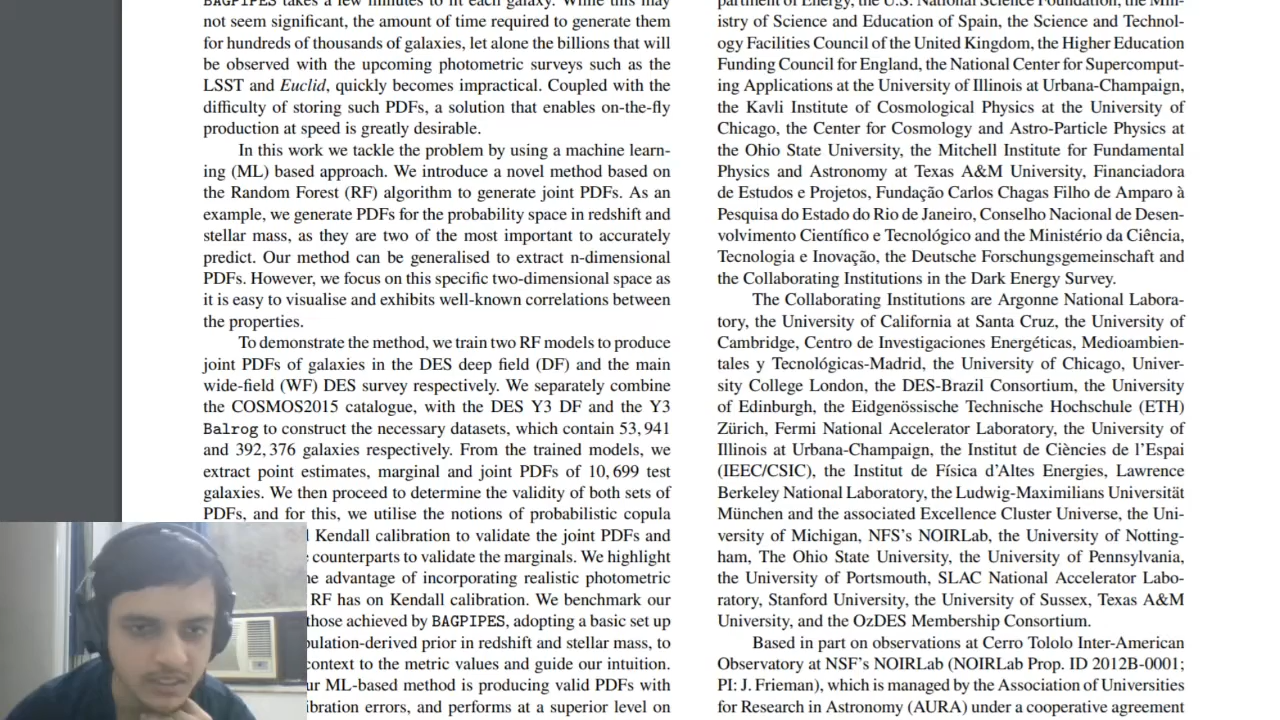 BAGPIPES takes a few minutes to fit each galaxy. While this may
not seem significant, the amount of time required to generate them
for hundreds of thousands of galaxies, let alone the billions that will
be observed with the upcoming photometric surveys such as the
LSST and Euclid, quickly becomes impractical. Coupled with the
difficulty of storing such PDFs, a solution that enables on-the-fly
production at speed is greatly desirable.
In this work we tackle the problem by using a machine learn-
ing (ML) based approach. We introduce a novel method based on
the Random Forest (RF) algorithm to generate joint PDFs. As an
example, we generate PDFs for the probability space in redshift and
stellar mass, as they are two of the most important to accurately
predict. Our method can be generalised to extract n-dimensional
PDFs. However, we focus on this specific two-dimensional space as
it is easy to visualise and exhibits well-known correlations between
the properties.
To demonstrate the method, we train two RF models to produce
joint PDFs of galaxies in the DES deep field (DF) and the main
wide-field (WF) DES survey respectively. We separately combine
the COSMOS2015 catalogue, with the DES Y3 DF and the Y3
Balrog to construct the necessary datasets, which contain 53,941
and 392,376 galaxies respectively. From the trained models, we
extract point estimates, marginal and joint PDFs of 10,699 test
galaxies. We then proceed to determine the validity of both sets of
PDFs, and for this, we utilise the notions of probabilistic copula
Kendall calibration to validate the joint PDFs and
counterparts to validate the marginals. We highlight
advantage of incorporating realistic photometric
RF has on Kendall calibration. We benchmark our
those achieved by BAGPIPES, adopting a basic set up
prior in redshift and stellar mass, to
context to the metric values and guide our intuition.
ML-based method is producing valid PDFs with
errors, and performs at a superior level on
partment of Energy, the U.S. National Science Foundation, the Min-
istry of Science and Education of Spain, the Science and Technol-
ogy Facilities Council of the United Kingdom, the Higher Education
Funding Council for England, the National Center for Supercomput-
ing Applications at the University of Illinois at Urbana-Champaign,
the Kavli Institute of Cosmological Physics at the University of
Chicago, the Center for Cosmology and Astro-Particle Physics at
the Ohio State University, the Mitchell Institute for Fundamental
Physics and Astronomy at Texas A&M University, Financiadora
de Estudos e Projetos, Fundação Carlos Chagas Filho de Amparo à
Pesquisa do Estado do Rio de Janeiro, Conselho Nacional de Desen-
volvimento Científico e Tecnológico and the Ministério da Ciência,
Tecnologia e Inovação, the Deutsche Forschungsgemeinschaft and
the Collaborating Institutions in the Dark Energy Survey.
The Collaborating Institutions are Argonne National Labora-
tory, the University of California at Santa Cruz, the University of
Cambridge, Centro de Investigaciones Energéticas, Medioambien-
tales y Tecnológicas-Madrid, the University of Chicago, Univer-
sity College London, the DES-Brazil Consortium, the University
of Edinburgh, the Eidgenössische Technische Hochschule (ETH)
Zürich, Fermi National Accelerator Laboratory, the University of
Illinois at Urbana-Champaign, the Institut de Ciències de l'Espai
(IEEC/CSIC), the Institut de Física d'Altes Energies, Lawrence
Berkeley National Laboratory, the Ludwig-Maximilians Universität
München and the associated Excellence Cluster Universe, the Uni-
versity of Michigan, NFS's NOIRLab, the University of Notting-
ham, The Ohio State University, the University of Pennsylvania,
the University of Portsmouth, SLAC National Accelerator Labo-
ratory, Stanford University, the University of Sussex, Texas A&M
University, and the OzDES Membership Consortium.
Based in part on observations at Cerro Tololo Inter-American
Observatory at NSF's NOIRLab (NOIRLab Prop. ID 2012B-0001;
PI: J. Frieman), which is managed by the Association of Universities
for Research in Astronomy (AURA) under a cooperative agreement